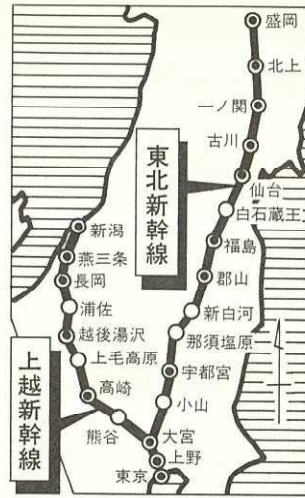 盛岡
北上
一ノ関
古川
東北新幹線
仙台
白石蔵王
福島
郡山
新白河
那須塩原
宇都宮
小山
新潟
燕三条
長岡
浦佐
越後湯沢
上毛高原
上越新幹線
高崎
熊谷
大宮
上野
東京